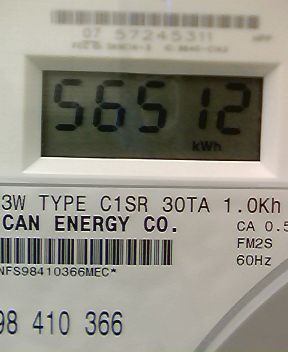 07 57245311
56512
kWh
3W TYPE C1SR 30TA 1.0Kh
CAN ENERGY CO.
CA 0.5
FM2S
60Hz
NFS98410366MEC*
98 410 366